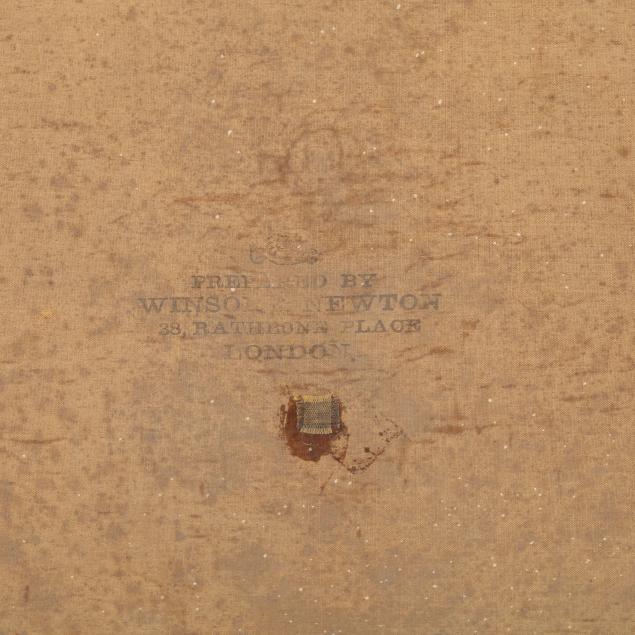 PREPARED BY
WINSOR & NEWTON
38, RATHBONE PLACE
LONDON.